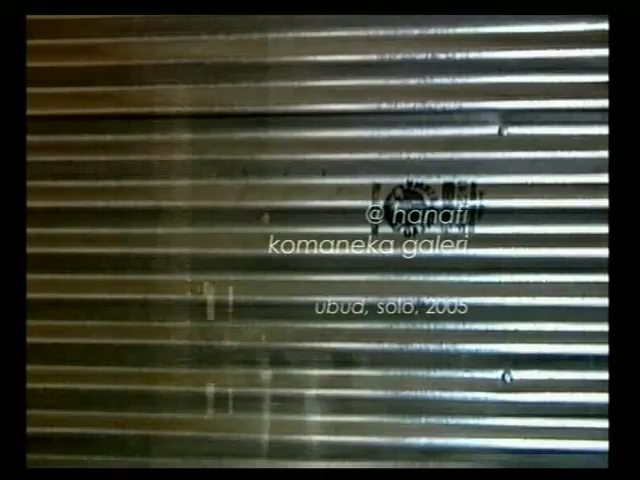 @ hanafi
komaneka galeri
ubud, solo, 2005